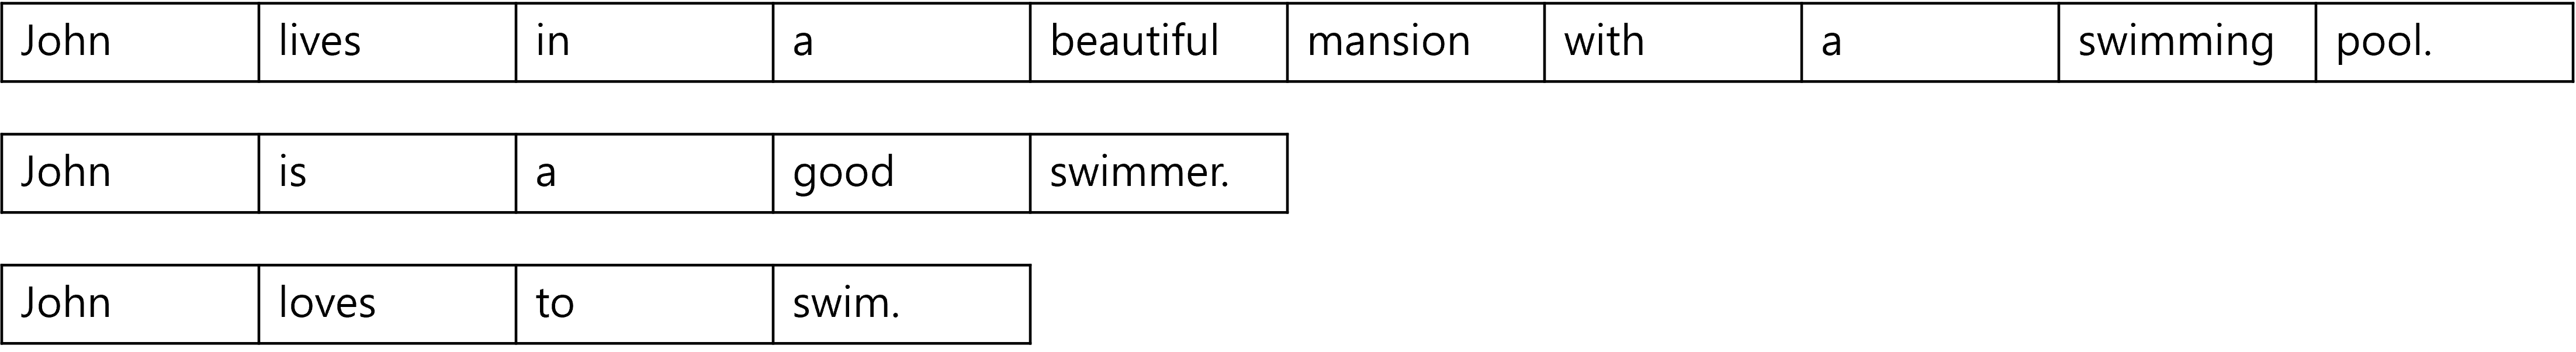 John lives in a beautiful mansion with a swimming pool.
John is a good swimmer.
John loves to swim.